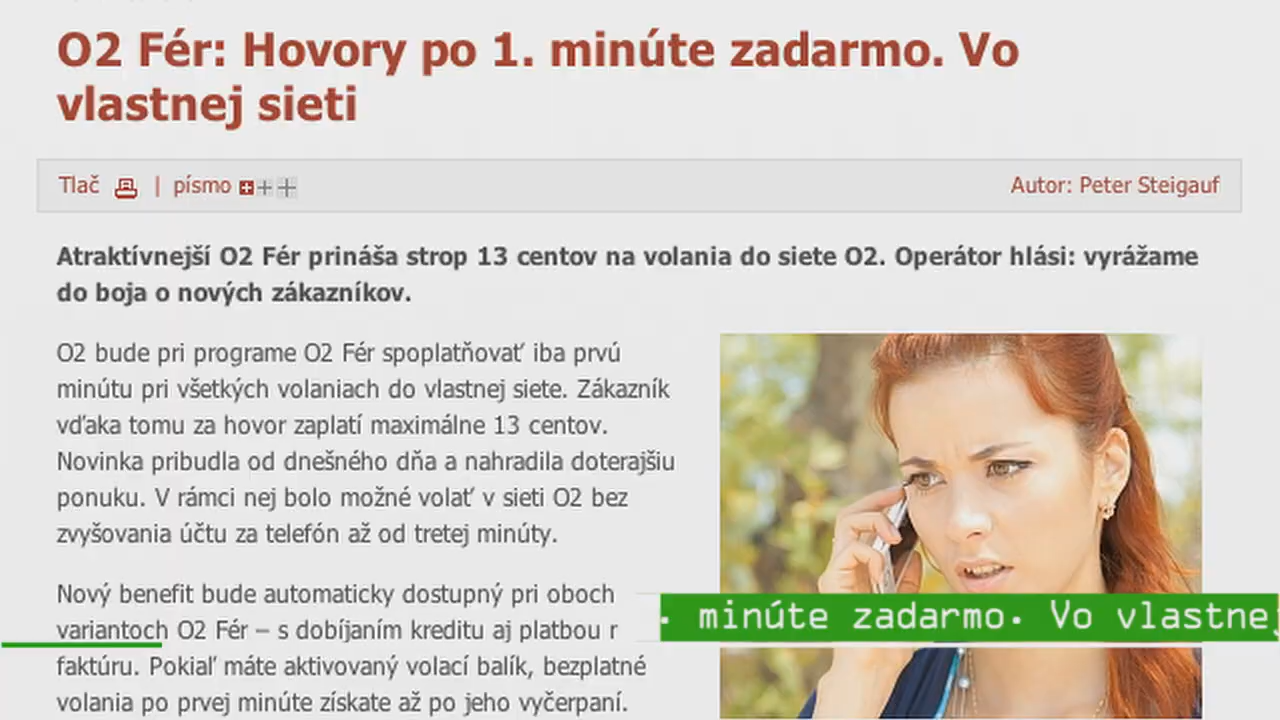 O2 Fér: Hovory po 1. minúte zadarmo. Vo
vlastnej sieti
Tlač | písmo
Autor: Peter Steigauf
Atraktívnejší O2 Fér prináša strop 13 centov na volania do siete O2. Operátor hlási: vyrážame
do boja o nových zákazníkov.
O2 bude pri programe O2 Fér spoplatňovať iba prvú
minútu pri všetkých volaniach do vlastnej siete. Zákazník
vďaka tomu za hovor zaplatí maximálne 13 centov.
Novinka pribudla od dnešného dňa a nahradila doterajšiu
ponuku. V rámci nej bolo možné volať v sieti O2 bez
zvyšovania účtu za telefón až od tretej minúty.
Nový benefit bude automaticky dostupný pri oboch
variantoch O2 Fér – s dobíjaním kreditu aj platbou
faktúru. Pokiaľ máte aktivovaný volací balík, bezplatné
volania po prvej minúte získate až po jeho vyčerpaní.
. minúte zadarmo. Vo vlastnej